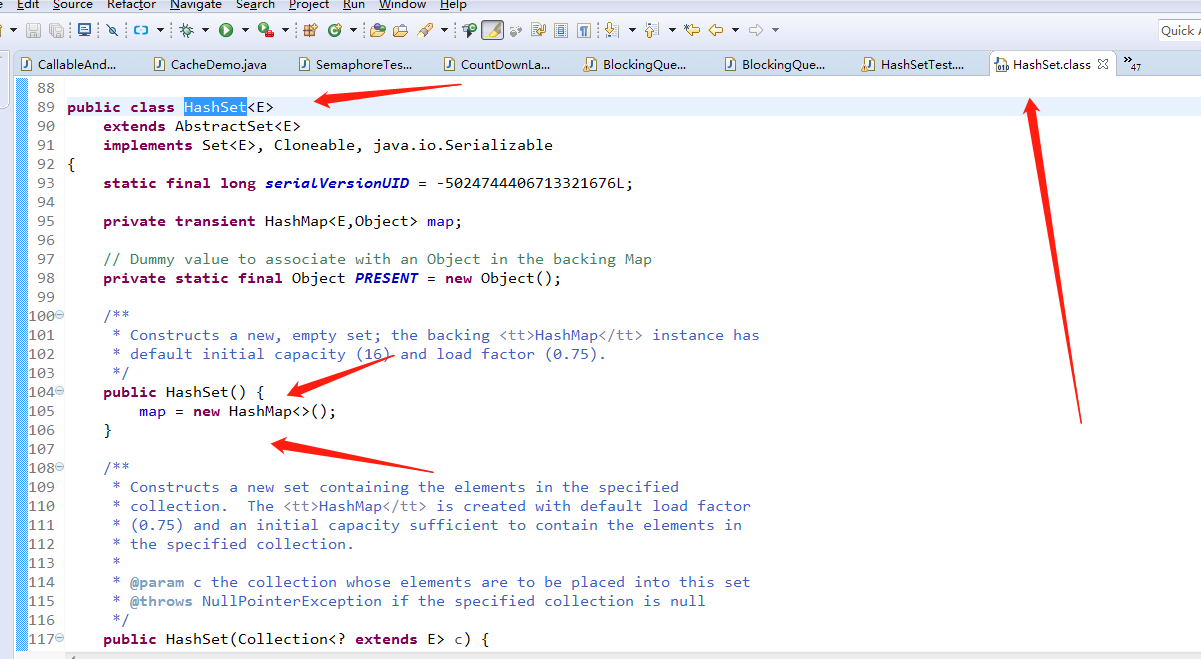 Edit Source Refactor Navigate Search Project Run Window Help
Quick
CallableAnd... CacheDemo.java SemaphoreTes... CountDownLa... BlockingQue... BlockingQue... HashSetTest.... HashSet.class »47
88
89 public class HashSet<E>
90     extends AbstractSet<E>
91     implements Set<E>, Cloneable, java.io.Serializable
92 {
93     static final long serialVersionUID = -5024744406713321676L;
94
95     private transient HashMap<E,Object> map;
96
97     // Dummy value to associate with an Object in the backing Map
98     private static final Object PRESENT = new Object();
99
100     /**
101      * Constructs a new, empty set; the backing <tt>HashMap</tt> instance has
102      * default initial capacity (16) and load factor (0.75).
103      */
104     public HashSet() {
105         map = new HashMap<>();
106     }
107
108     /**
109      * Constructs a new set containing the elements in the specified
110      * collection.  The <tt>HashMap</tt> is created with default load factor
111      * (0.75) and an initial capacity sufficient to contain the elements in
112      * the specified collection.
113      *
114      * @param c the collection whose elements are to be placed into this set
115      * @throws NullPointerException if the specified collection is null
116      */
117     public HashSet(Collection<? extends E> c) {